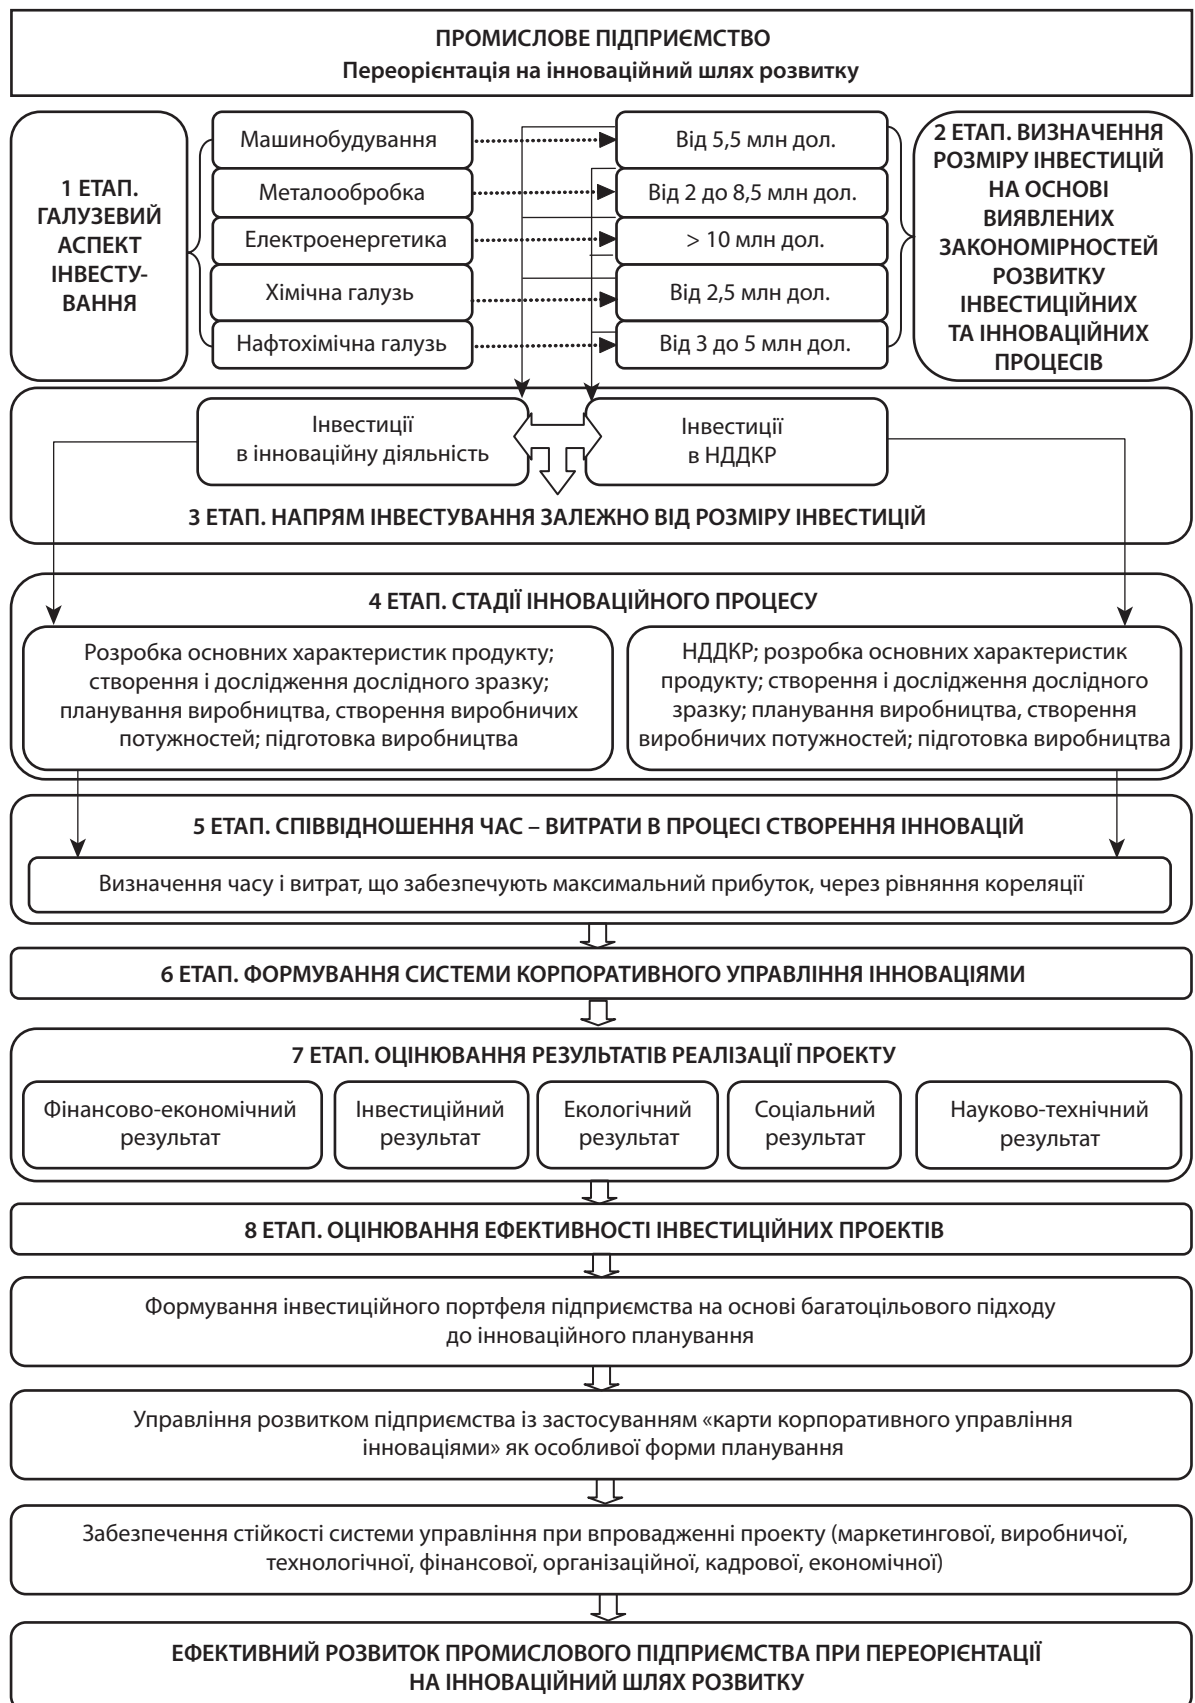 ПРОМИСЛОВЕ ПІДПРИЄМСТВО
Переорієнтація на інноваційний шлях розвитку
1 ЕТАП.
ГАЛУЗЕВИЙ
АСПЕКТ
ІНВЕСТУ-
ВАННЯ
Машинобудування
Металообробка
Електроенергетика
Хімічна галузь
Нафтохімічна галузь
Від 5,5 млн дол.
Від 2 до 8,5 млн дол.
> 10 млн дол.
Від 2,5 млн дол.
Від 3 до 5 млн дол.
2 ЕТАП. ВИЗНАЧЕННЯ
РОЗМІРУ ІНВЕСТИЦІЙ
НА ОСНОВІ
ВИЯВЛЕНИХ
ЗАКОНОМІРНОСТЕЙ
РОЗВИТКУ
ІНВЕСТИЦІЙНИХ
ТА ІННОВАЦІЙНИХ
ПРОЦЕСІВ
Інвестиції
в інноваційну діяльність
Інвестиції
в НДДКР
3 ЕТАП. НАПРЯМ ІНВЕСТУВАННЯ ЗАЛЕЖНО ВІД РОЗМІРУ ІНВЕСТИЦІЙ
4 ЕТАП. СТАДІЇ ІННОВАЦІЙНОГО ПРОЦЕСУ
Розробка основних характеристик продукту;
створення і дослідження дослідного зразку;
планування виробництва, створення виробничих
потужностей; підготовка виробництва
НДДКР; розробка основних характеристик
продукту; створення і дослідження дослідного
зразку; планування виробництва, створення
виробничих потужностей; підготовка виробництва
5 ЕТАП. СПІВВІДНОШЕННЯ ЧАС – ВИТРАТИ В ПРОЦЕСІ СТВОРЕННЯ ІННОВАЦІЙ
Визначення часу і витрат, що забезпечують максимальний прибуток, через рівняння кореляції
6 ЕТАП. ФОРМУВАННЯ СИСТЕМИ КОРПОРАТИВНОГО УПРАВЛІННЯ ІННОВАЦІЯМИ
7 ЕТАП. ОЦІНЮВАННЯ РЕЗУЛЬТАТІВ РЕАЛІЗАЦІЇ ПРОЕКТУ
Фінансово-економічний
результат
Інвестиційний
результат
Екологічний
результат
Соціальний
результат
Науково-технічний
результат
8 ЕТАП. ОЦІНЮВАННЯ ЕФЕКТИВНОСТІ ІНВЕСТИЦІЙНИХ ПРОЕКТІВ
Формування інвестиційного портфеля підприємства на основі багатоцільового підходу
до інноваційного планування
Управління розвитком підприємства із застосуванням «карти корпоративного управління
інноваціями» як особливої форми планування
Забезпечення стійкості системи управління при впровадженні проекту (маркетингової, виробничої,
технологічної, фінансової, організаційної, кадрової, економічної)
ЕФЕКТИВНИЙ РОЗВИТОК ПРОМИСЛОВОГО ПІДПРИЄМСТВА ПРИ ПЕРЕОРІЄНТАЦІЇ
НА ІННОВАЦІЙНИЙ ШЛЯХ РОЗВИТКУ